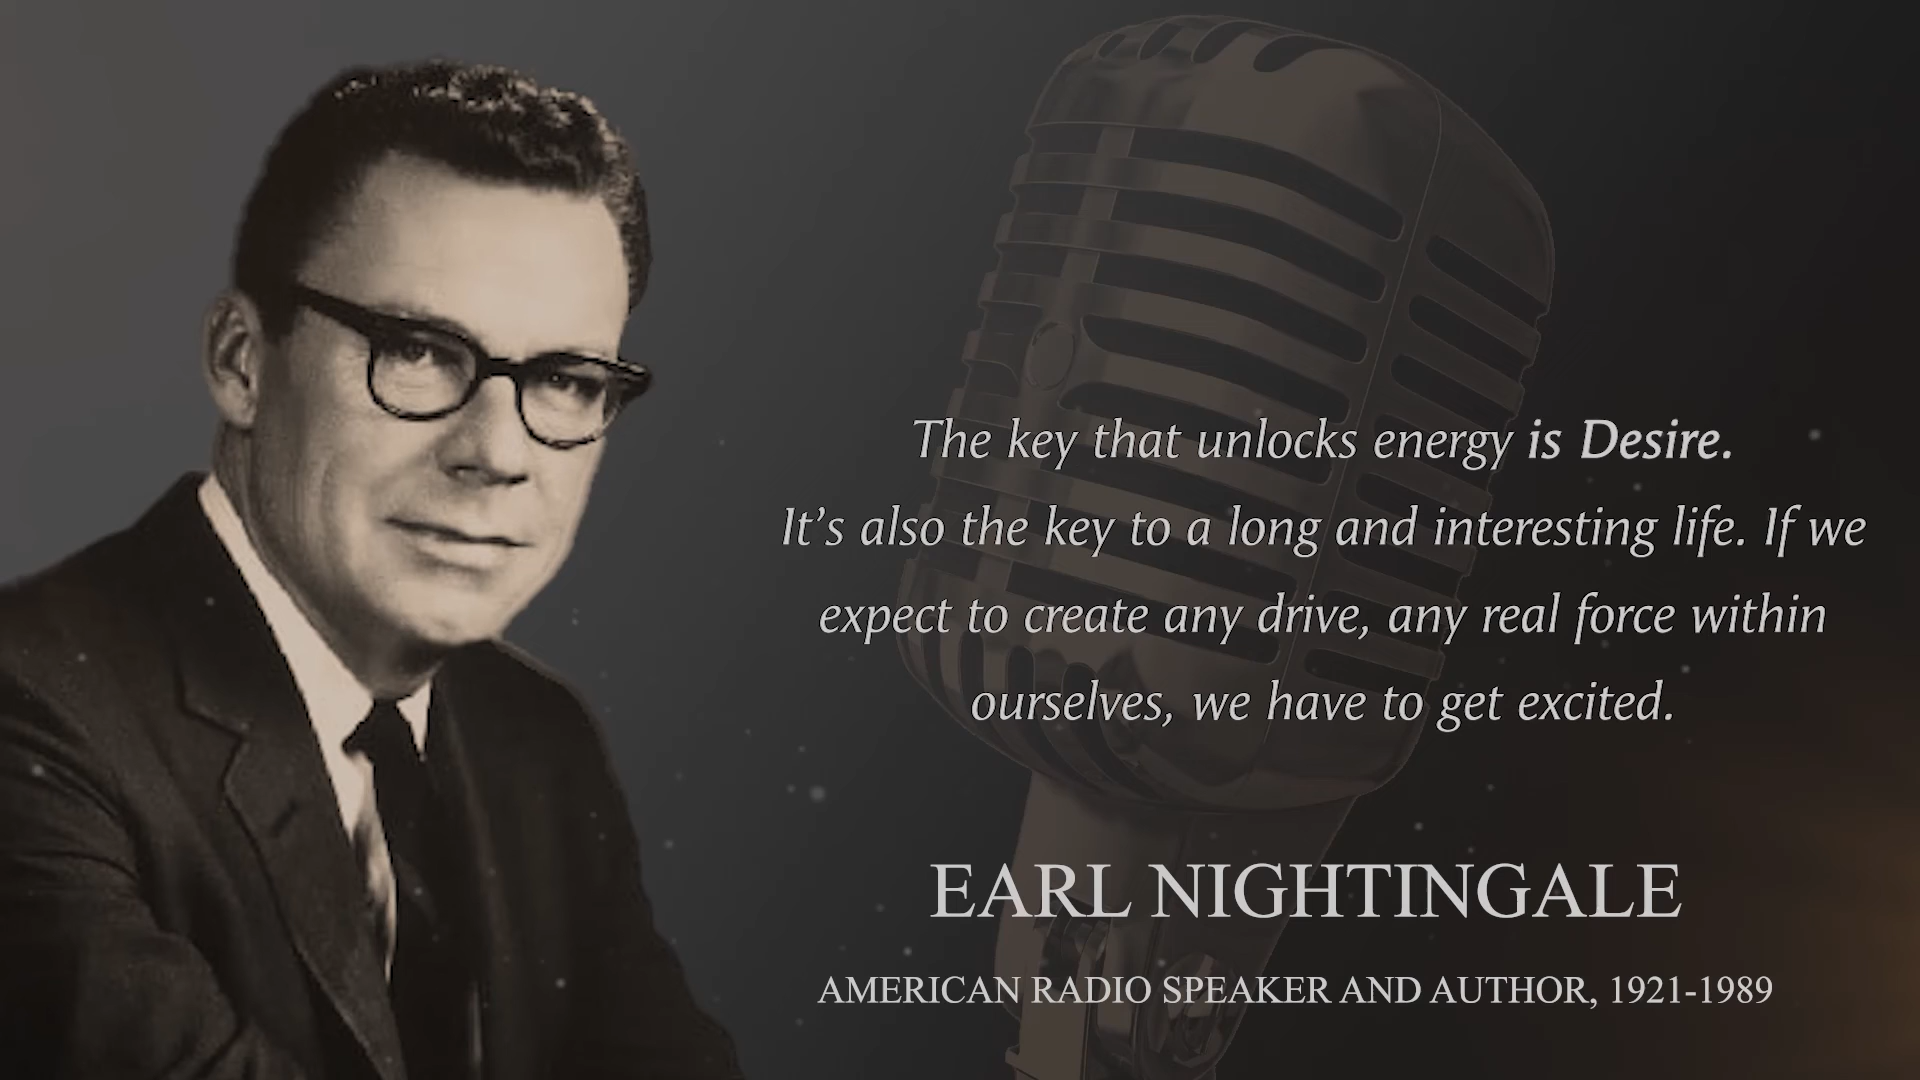 The key that unlocks energy is Desire.
It’s also the key to a long and interesting life. If we
expect to create any drive, any real force within
ourselves, we have to get excited.
EARL NIGHTINGALE
AMERICAN RADIO SPEAKER AND AUTHOR, 1921-1989